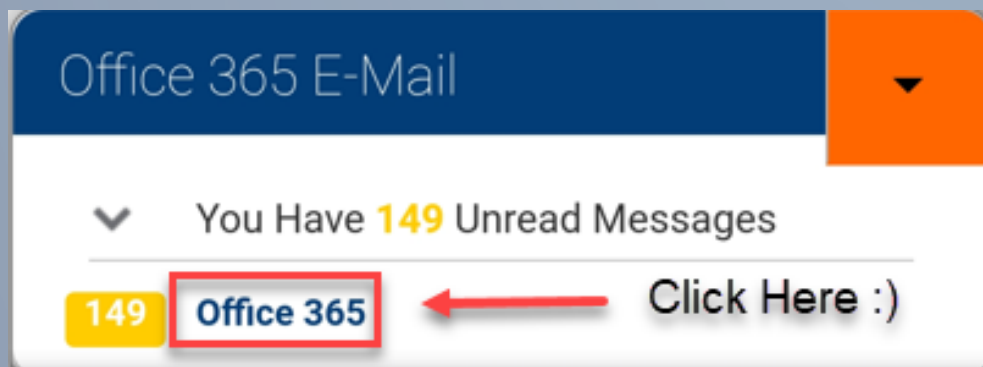 Office 365 E-Mail
You Have 149 Unread Messages
149 Office 365 Click Here :)